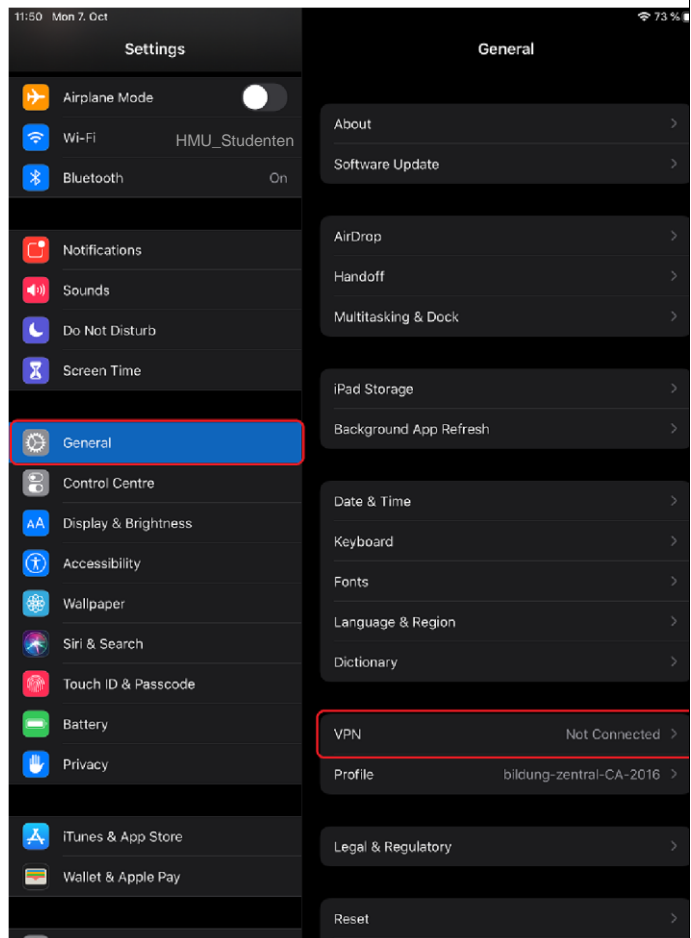 11:50 Mon 7. Oct
73 %
Settings
Airplane Mode
Wi-Fi HMU_Studenten
Bluetooth On
Notifications
Sounds
Do Not Disturb
Screen Time
General
Control Centre
AA Display & Brightness
Accessibility
Wallpaper
Siri & Search
Touch ID & Passcode
Battery
Privacy
iTunes & App Store
Wallet & Apple Pay
General
About
Software Update
AirDrop
Handoff
Multitasking & Dock
iPad Storage
Background App Refresh
Date & Time
Keyboard
Fonts
Language & Region
Dictionary
VPN Not Connected
Profile bildung-zentral-CA-2016
Legal & Regulatory
Reset